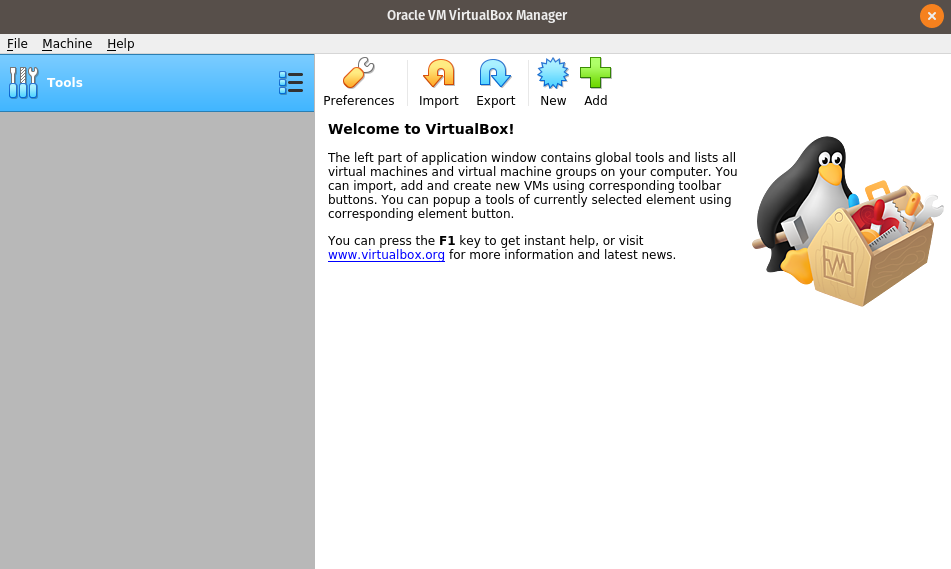 Oracle VM VirtualBox Manager
File Machine Help
Tools
Preferences Import Export New Add
Welcome to VirtualBox!
The left part of application window contains global tools and lists all
virtual machines and virtual machine groups on your computer. You
can import, add and create new VMs using corresponding toolbar
buttons. You can popup a tools of currently selected element using
corresponding element button.
You can press the F1 key to get instant help, or visit
www.virtualbox.org for more information and latest news.